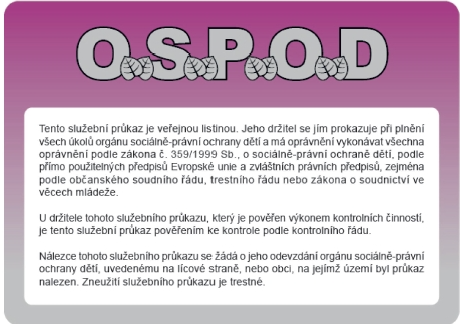 O.S.P.O.D
Tento služební průkaz je veřejnou listinou. Jeho držitel se jím prokazuje při plnění
všech úkolů orgánu sociálně-právní ochrany dětí a má oprávnění vykonávat všechna
oprávnění podle zákona č. 359/1999 Sb., o sociálně-právní ochraně dětí, podle
přímo použitelných předpisů Evropské unie a zvláštních právních předpisů, zejména
podle občanského soudního řádu, trestního řádu nebo zákona o soudnictví ve
věcech mládeže.
U držitele tohoto služebního průkazu, který je pověřen výkonem kontrolních činností,
je tento služební průkaz pověřením ke kontrole podle kontrolního řádu.
Nálezce tohoto služebního průkazu se žádá o jeho odevzdání orgánu sociálně-právní
ochrany dětí, uvedenému na lícové straně, nebo obci, na jejímž území byl průkaz
nalezen. Zneužití služebního průkazu je trestné.